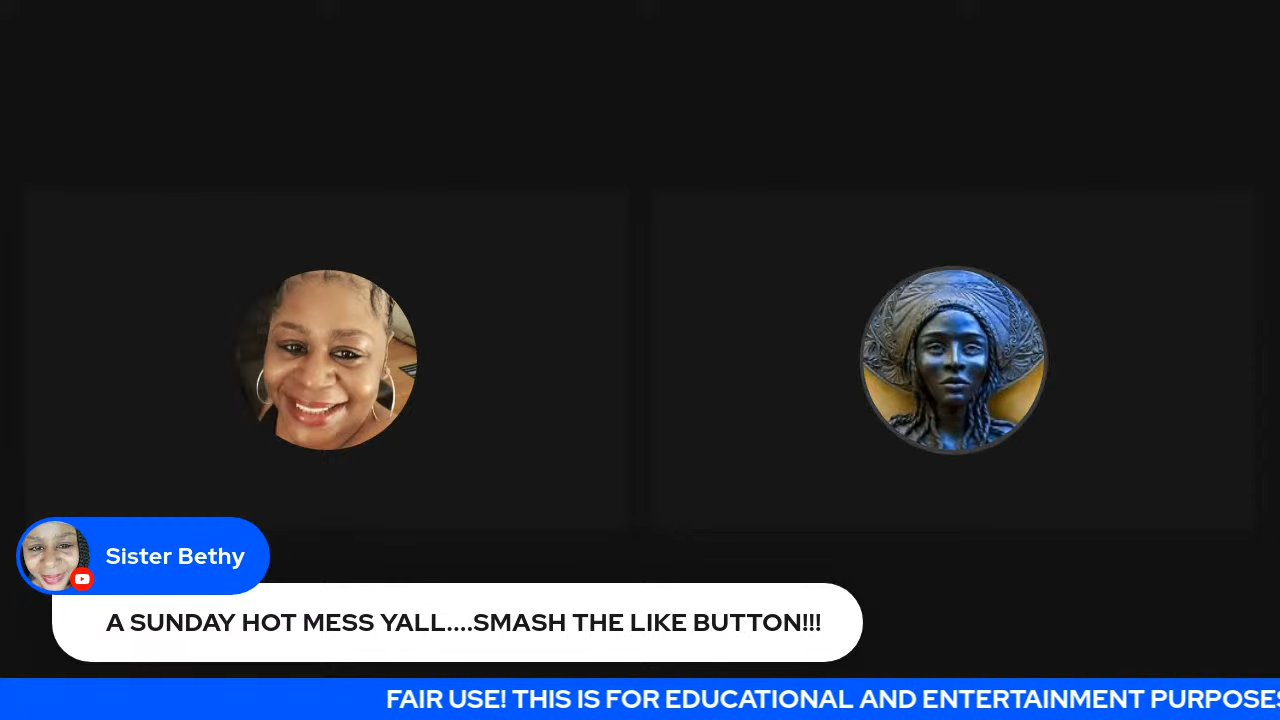 Sister Bethy
A SUNDAY HOT MESS YALL....SMASH THE LIKE BUTTON!!!
FAIR USE! THIS IS FOR EDUCATIONAL AND ENTERTAINMENT PURPOSES